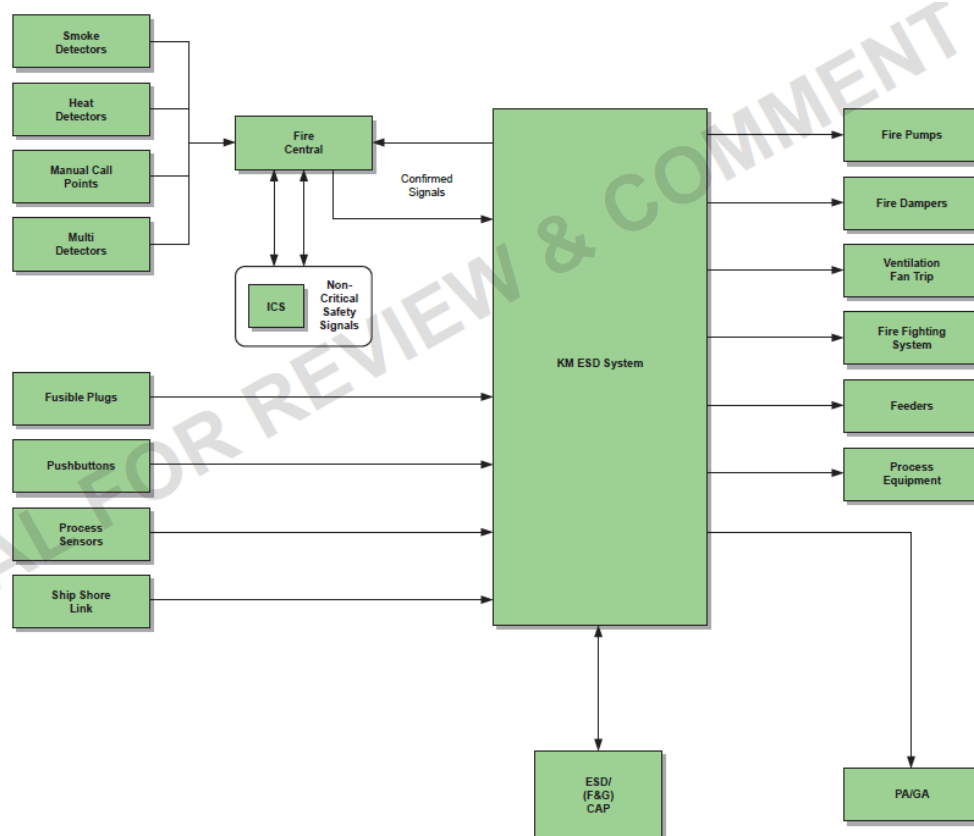 Smoke
Detectors
Heat
Detectors
Manual Call
Points
Multi
Detectors
Fire
Central
Confirmed
Signals
ICS
Non-
Critical
Safety
Signals
Fusible Plugs
Pushbuttons
Process
Sensors
Ship Shore
Link
KM ESD System
Fire Pumps
Fire Dampers
Ventilation
Fan Trip
Fire Fighting
System
Feeders
Process
Equipment
ESD/
(F&G)
CAP
PA/GA
AL FOR REVIEW & COMMENT